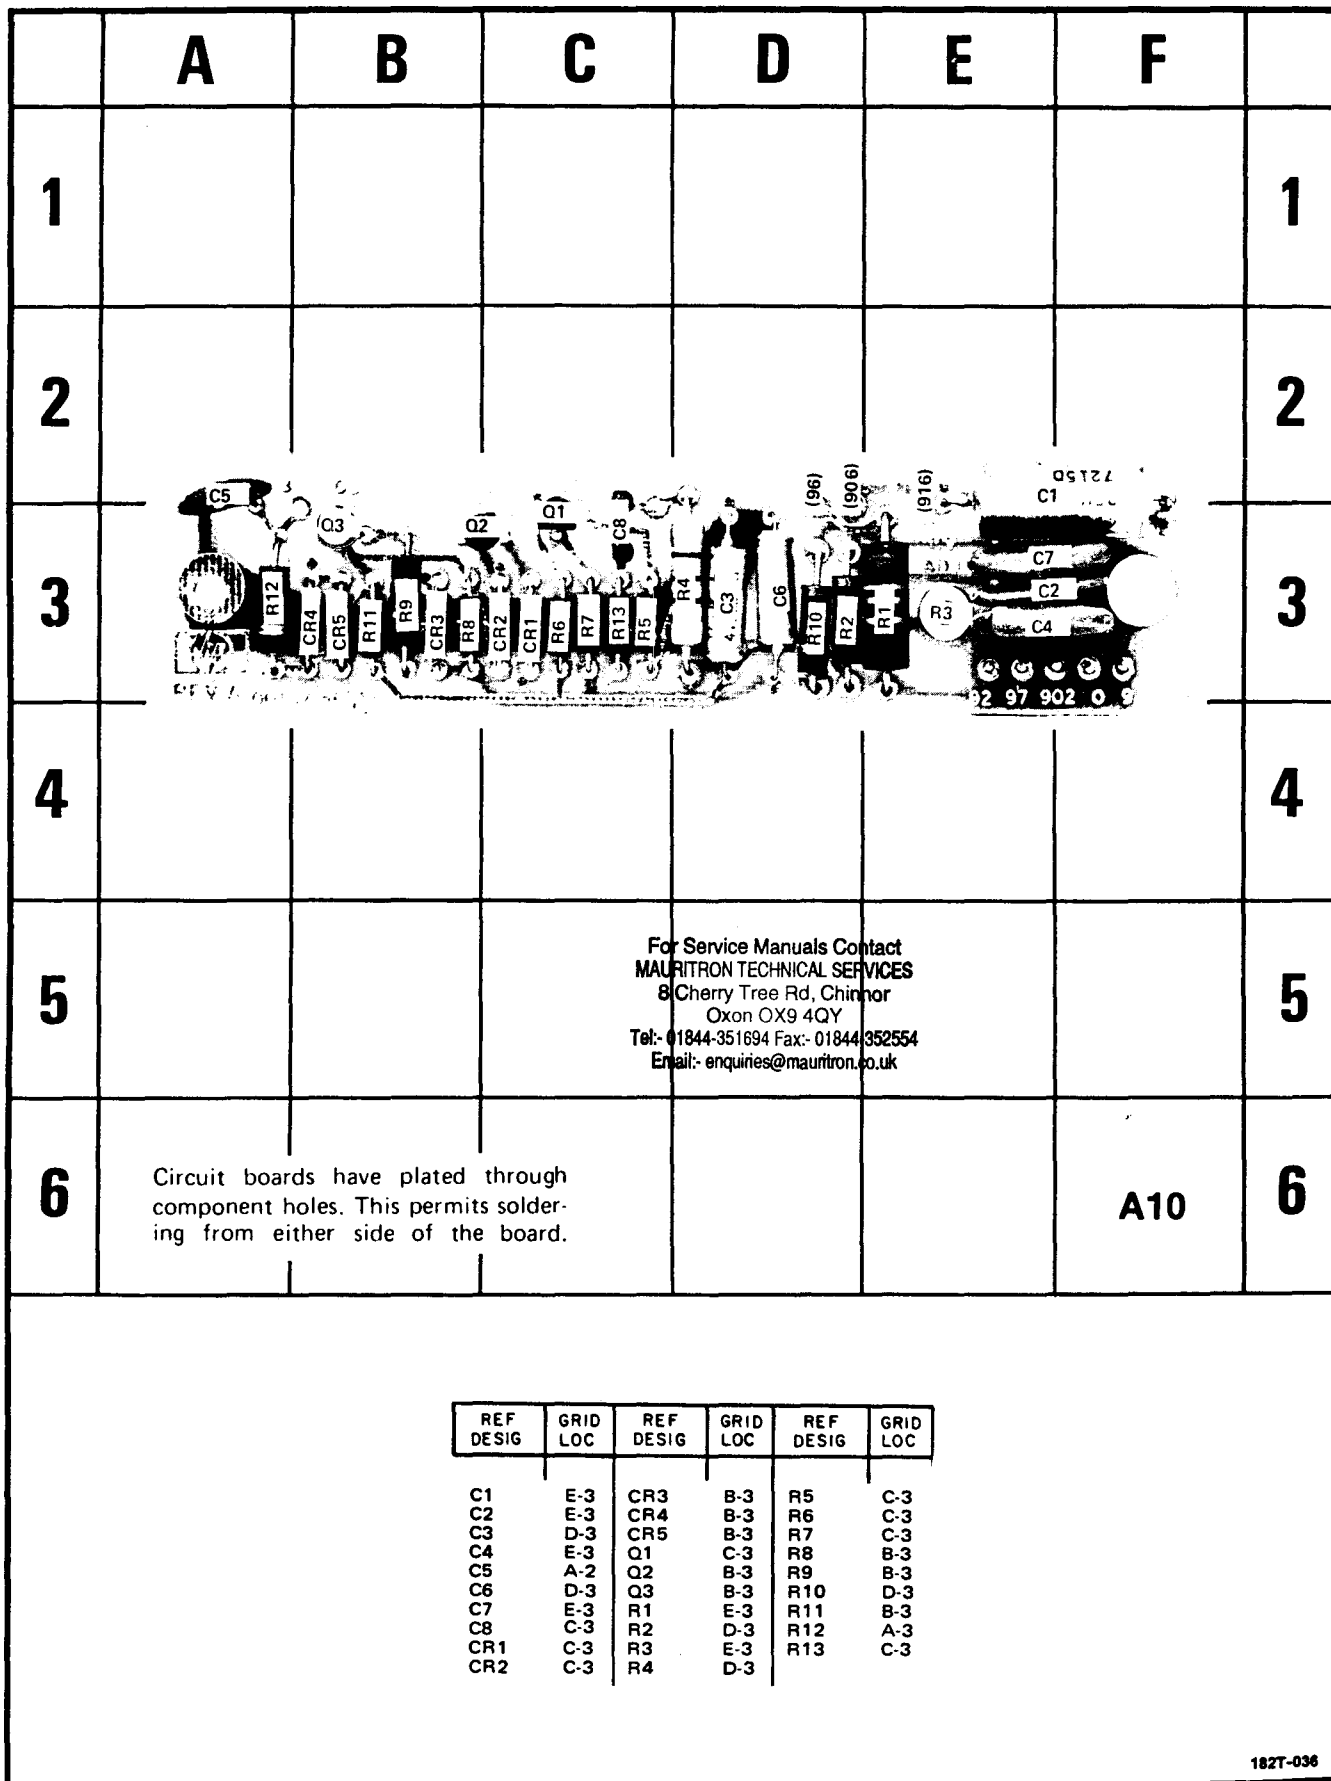 A B C D E F
1 1
2 2
C5 (96) (906) (916) 72150 C1
Q3 Q2 Q1 C8
3 3
R12 CR4 CR5 R11 R9 CR3 R8 CR2 CR1 R6 R7 R13 R5 R4 C3 C6 R10 R2 R1 R3 C7
C2
C4
92 97 902 0 9
REV A
4 4
For Service Manuals Contact
MAURITRON TECHNICAL SERVICES
8 Cherry Tree Rd, Chinnor
Oxon OX9 4QY
Tel:- 01844-351694 Fax:- 01844-352554
Email:- enquiries@mauritron.co.uk
5 5
Circuit boards have plated through
component holes. This permits solder-
ing from either side of the board.
6 A10 6
REF DESIG GRID LOC REF DESIG GRID LOC REF DESIG GRID LOC
C1 E-3 CR3 B-3 R5 C-3
C2 E-3 CR4 B-3 R6 C-3
C3 D-3 CR5 B-3 R7 C-3
C4 E-3 Q1 C-3 R8 B-3
C5 A-2 Q2 B-3 R9 B-3
C6 D-3 Q3 B-3 R10 D-3
C7 E-3 R1 E-3 R11 B-3
C8 C-3 R2 D-3 R12 A-3
CR1 C-3 R3 E-3 R13 C-3
CR2 C-3 R4 D-3
182T-036